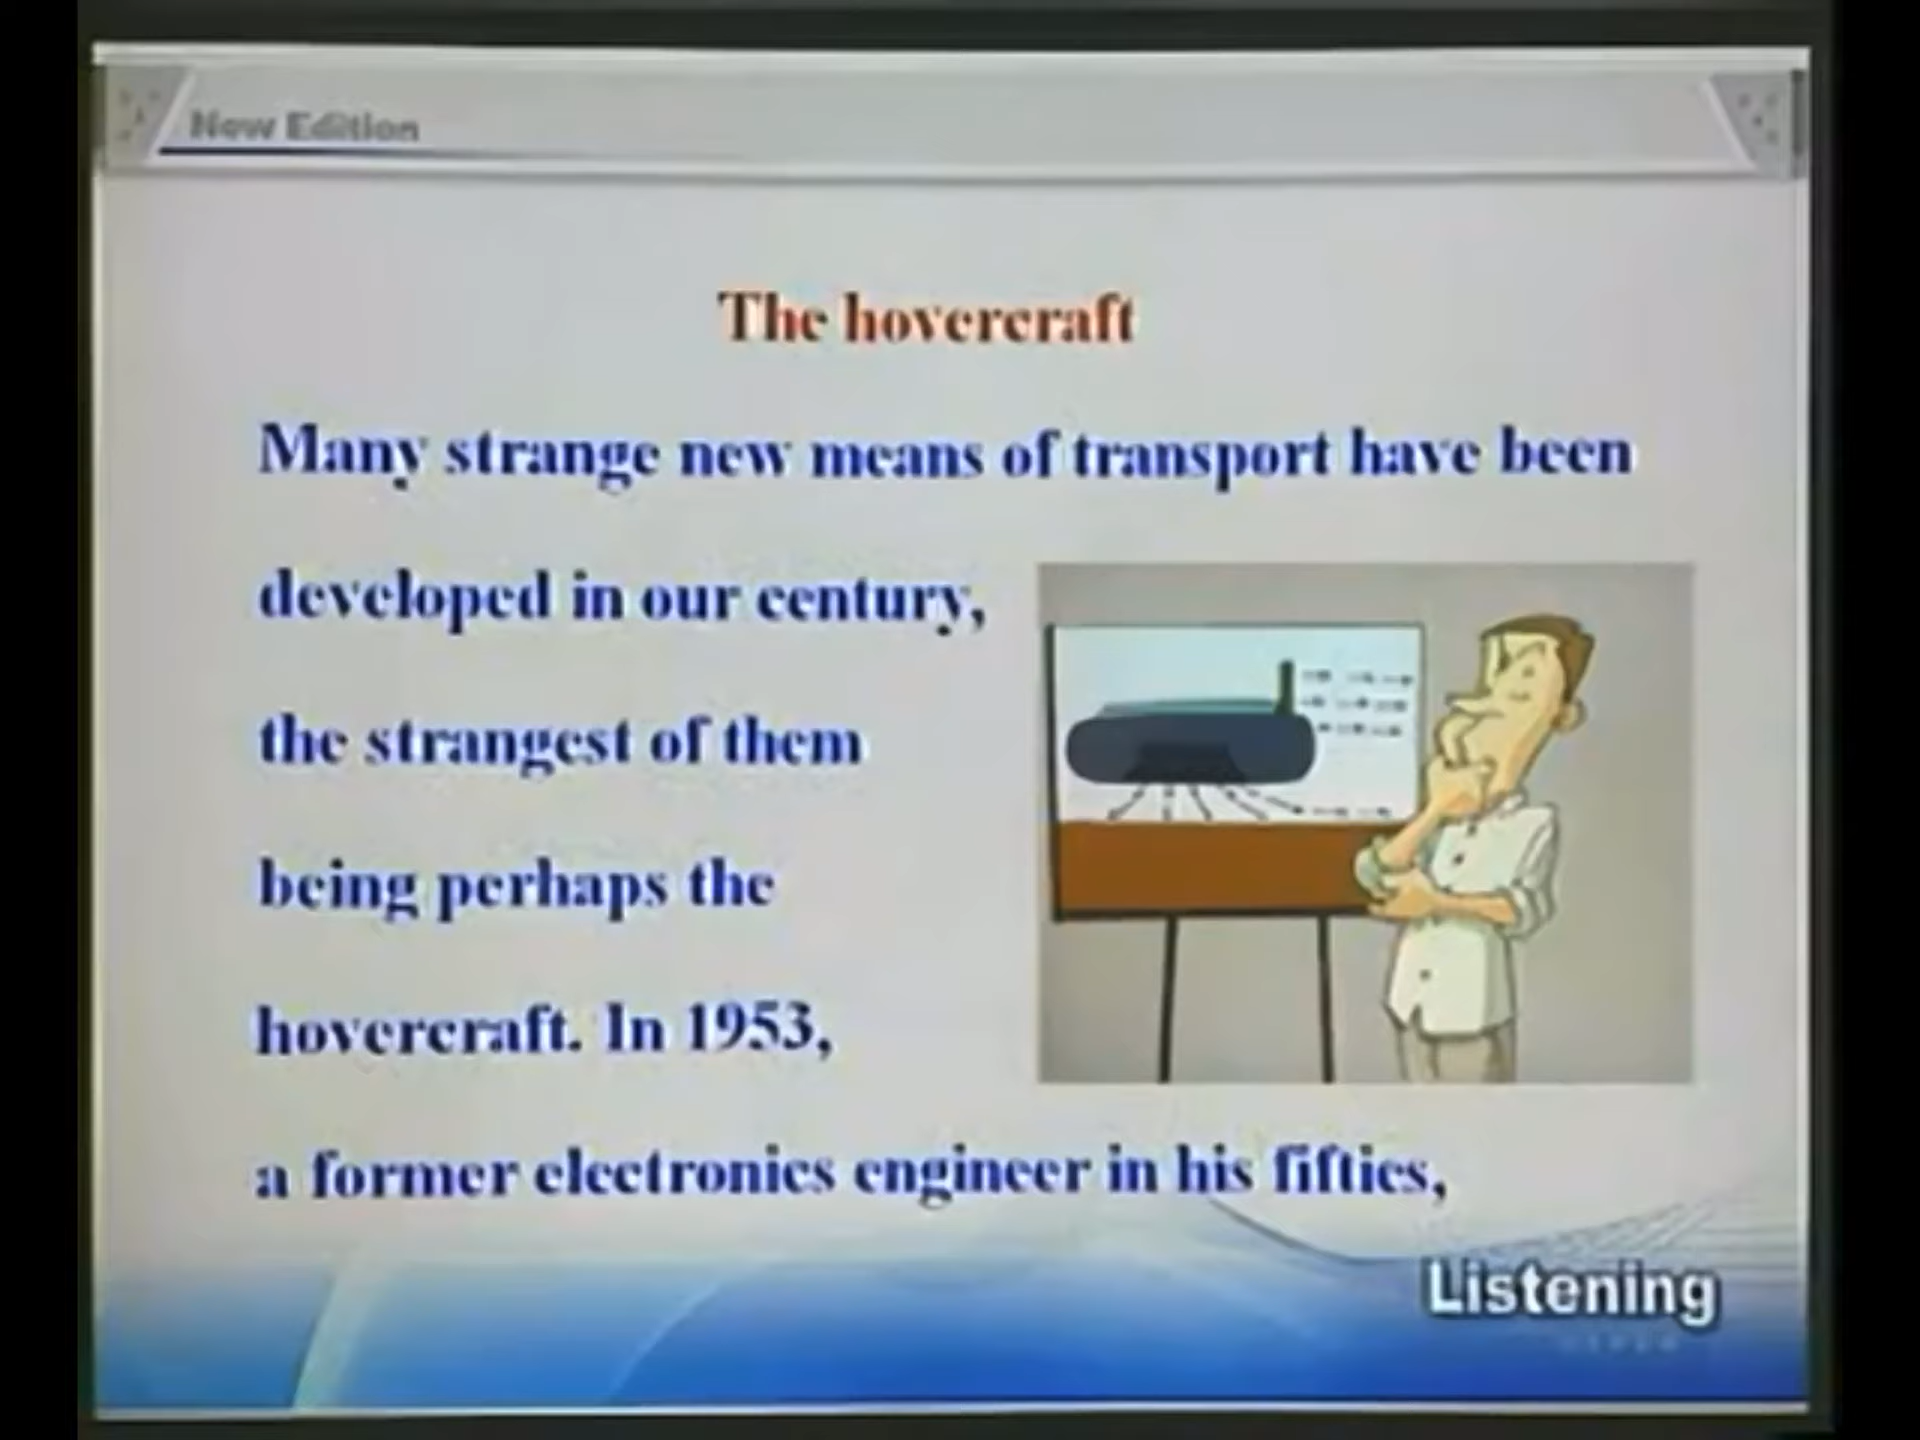 New Edition
The hovercraft
Many strange new means of transport have been
developed in our century,
the strangest of them
being perhaps the
hovercraft. In 1953,
a former electronics engineer in his fifties,
Listening